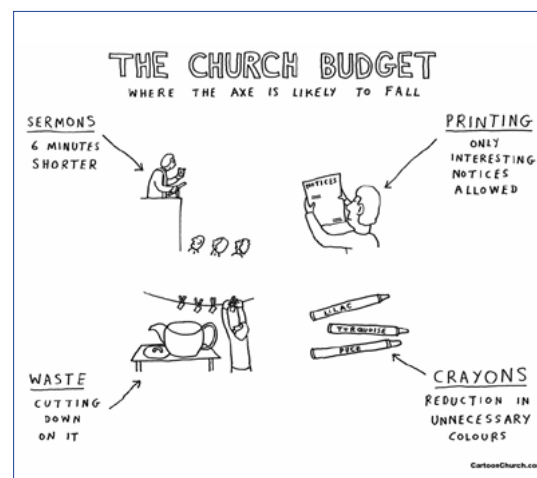 THE CHURCH BUDGET
WHERE THE AXE IS LIKELY TO FALL
SERMONS
6 MINUTES
SHORTER
PRINTING
ONLY
INTERESTING
NOTICES
ALLOWED
NOTICES
WASTE
CUTTING
DOWN
ON IT
LILAC
TURQUOISE
PUCE
CRAYONS
REDUCTION IN
UNNECESSARY
COLOURS
CartoonChurch.com